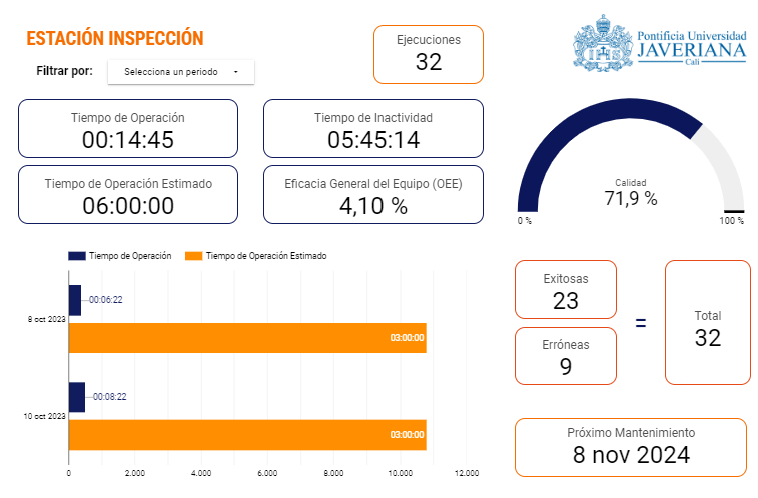 ESTACIÓN INSPECCIÓN
Filtrar por:
Selecciona un periodo
Ejecuciones
32
Pontificia Universidad
JAVERIANA
Cali
Tiempo de Operación
00:14:45
Tiempo de Inactividad
05:45:14
Tiempo de Operación Estimado
06:00:00
Eficacia General del Equipo (OEE)
4,10 %
Calidad
71,9 %
0 %
100 %
Tiempo de Operación
Tiempo de Operación Estimado
8 oct 2023
00:06:22
03:00:00
10 oct 2023
00:08:22
03:00:00
0
2.000
4.000
6.000
8.000
10.000
12.000
Exitosas
23
Erróneas
9
=
Total
32
Próximo Mantenimiento
8 nov 2024